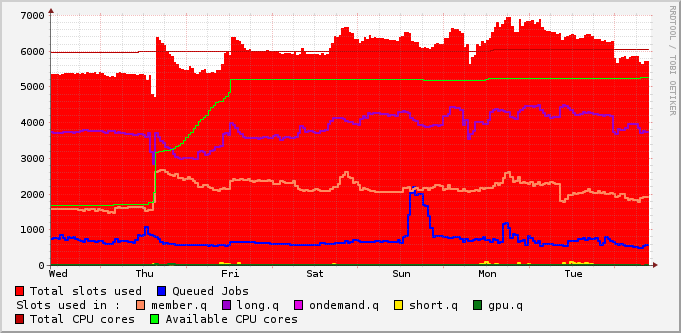 7000
6000
5000
4000
3000
2000
1000
0
Wed Thu Fri Sat Sun Mon Tue
Total slots used Queued Jobs
Slots used in : member.q long.q ondemand.q short.q gpu.q
Total CPU cores Available CPU cores
RRDTOOL / TOBI OETIKER